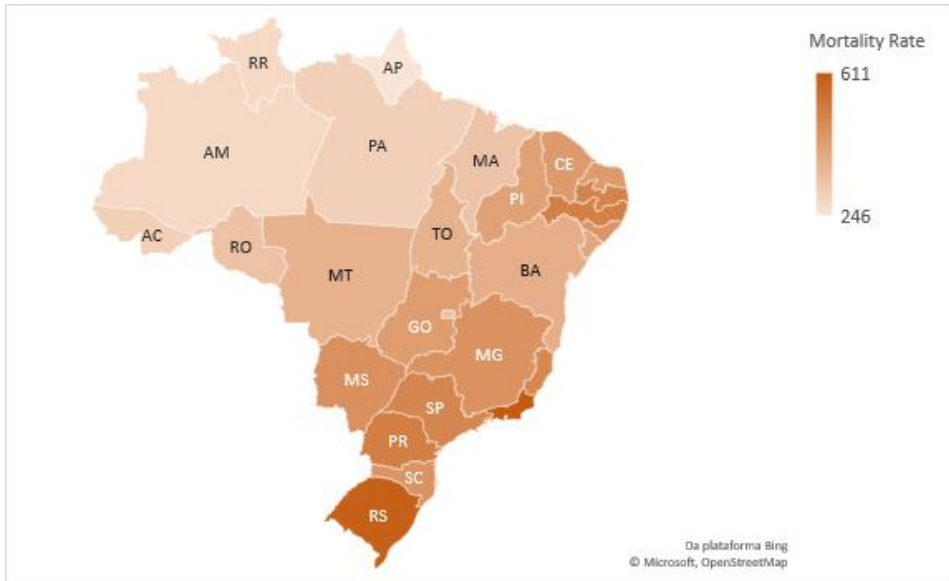 Mortality Rate
611
246
RR
AP
AM
PA
MA
CE
PI
AC
RO
TO
MT
BA
GO
MG
MS
SP
PR
SC
RS
Da plataforma Bing
© Microsoft, OpenStreetMap